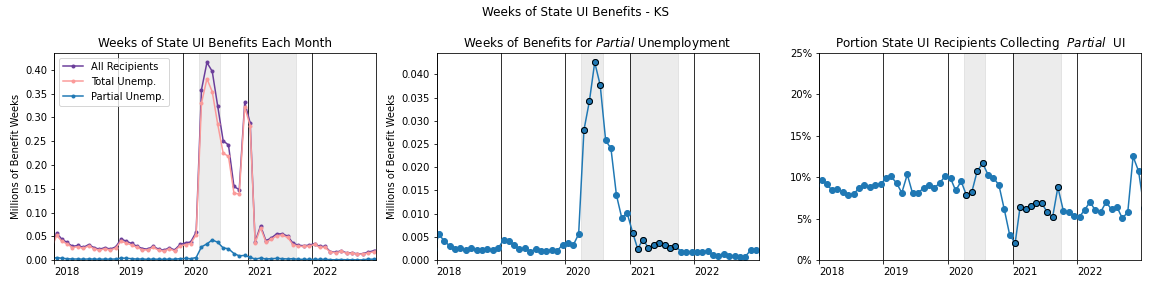 Weeks of State UI Benefits - KS
Weeks of State UI Benefits Each Month
Millions of Benefit Weeks
0.40
0.35
0.30
0.25
0.20
0.15
0.10
0.05
0.00
All Recipients
Total Unemp.
Partial Unemp.
2018 2019 2020 2021 2022
Weeks of Benefits for Partial Unemployment
Millions of Benefit Weeks
0.040
0.035
0.030
0.025
0.020
0.015
0.010
0.005
0.000
2018 2019 2020 2021 2022
Portion State UI Recipients Collecting Partial UI
25%
20%
15%
10%
5%
0%
2018 2019 2020 2021 2022